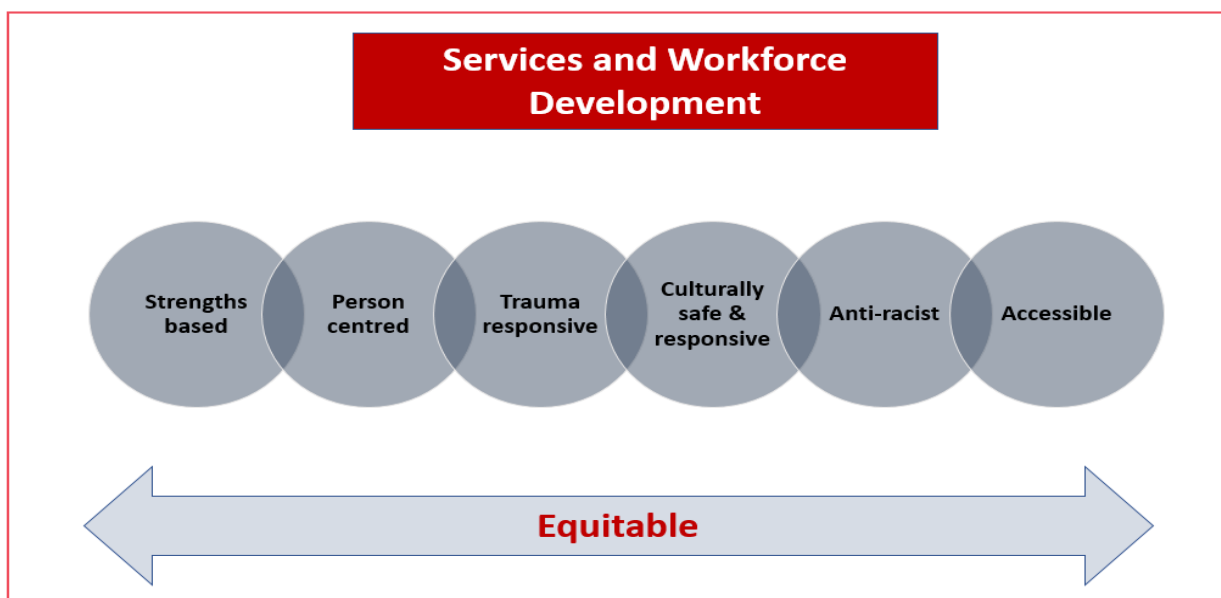 Services and Workforce
Development
Strengths
based
Person
centred
Trauma
responsive
Culturally
safe &
responsive
Anti-racist
Accessible
Equitable